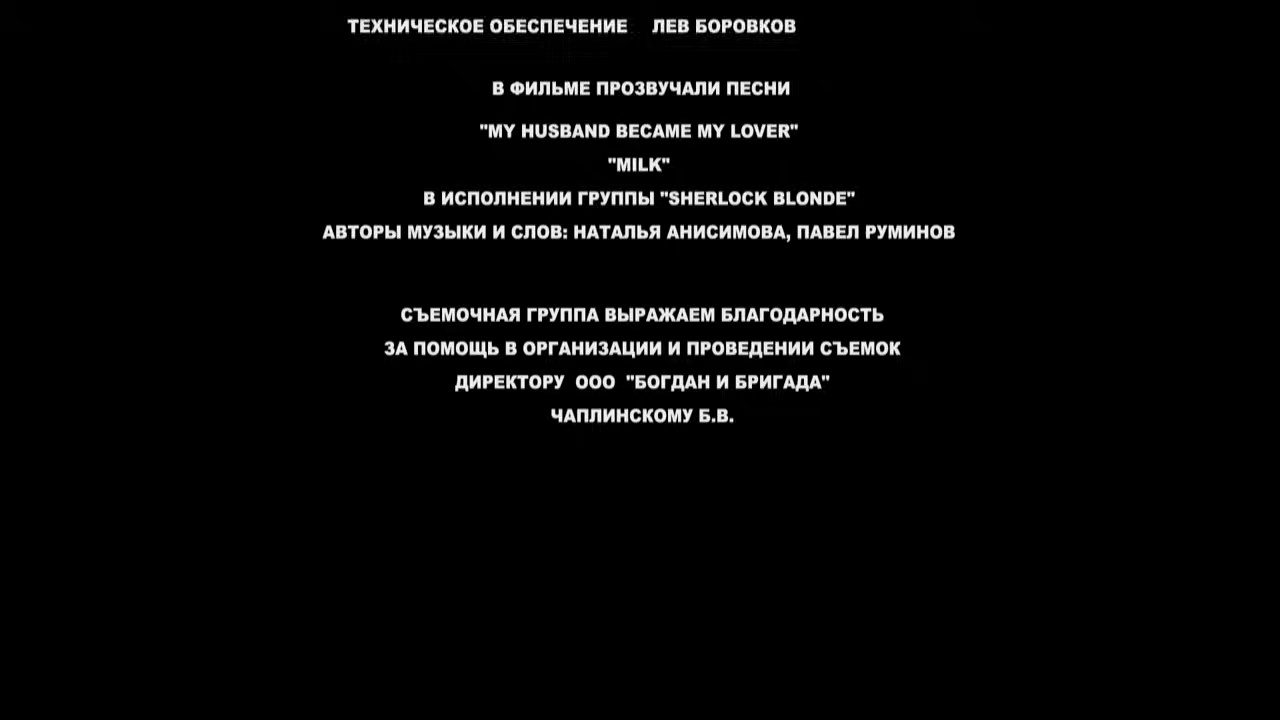 ТЕХНИЧЕСКОЕ ОБЕСПЕЧЕНИЕ ЛЕВ БОРОВКОВ
В ФИЛЬМЕ ПРОЗВУЧАЛИ ПЕСНИ
"MY HUSBAND BECAME MY LOVER"
"MILK"
В ИСПОЛНЕНИИ ГРУППЫ "SHERLOCK BLONDE"
АВТОРЫ МУЗЫКИ И СЛОВ: НАТАЛЬЯ АНИСИМОВА, ПАВЕЛ РУМИНОВ
СЪЕМОЧНАЯ ГРУППА ВЫРАЖАЕМ БЛАГОДАРНОСТЬ
ЗА ПОМОЩЬ В ОРГАНИЗАЦИИ И ПРОВЕДЕНИИ СЪЕМОК
ДИРЕКТОРУ ООО "БОГДАН И БРИГАДА"
ЧАПЛИНСКОМУ Б.В.